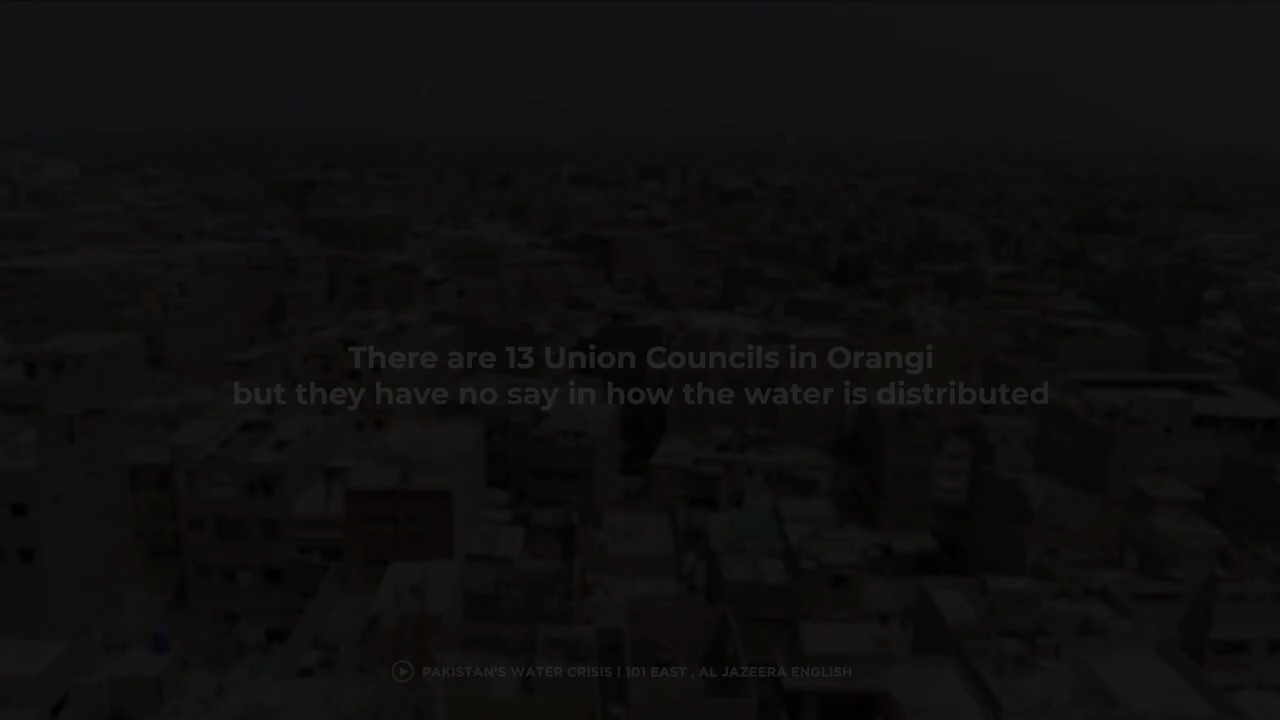 There are 13 Union Councils in Orangi
but they have no say in how the water is distributed
PAKISTAN'S WATER CRISIS | 101 EAST , AL JAZEERA ENGLISH